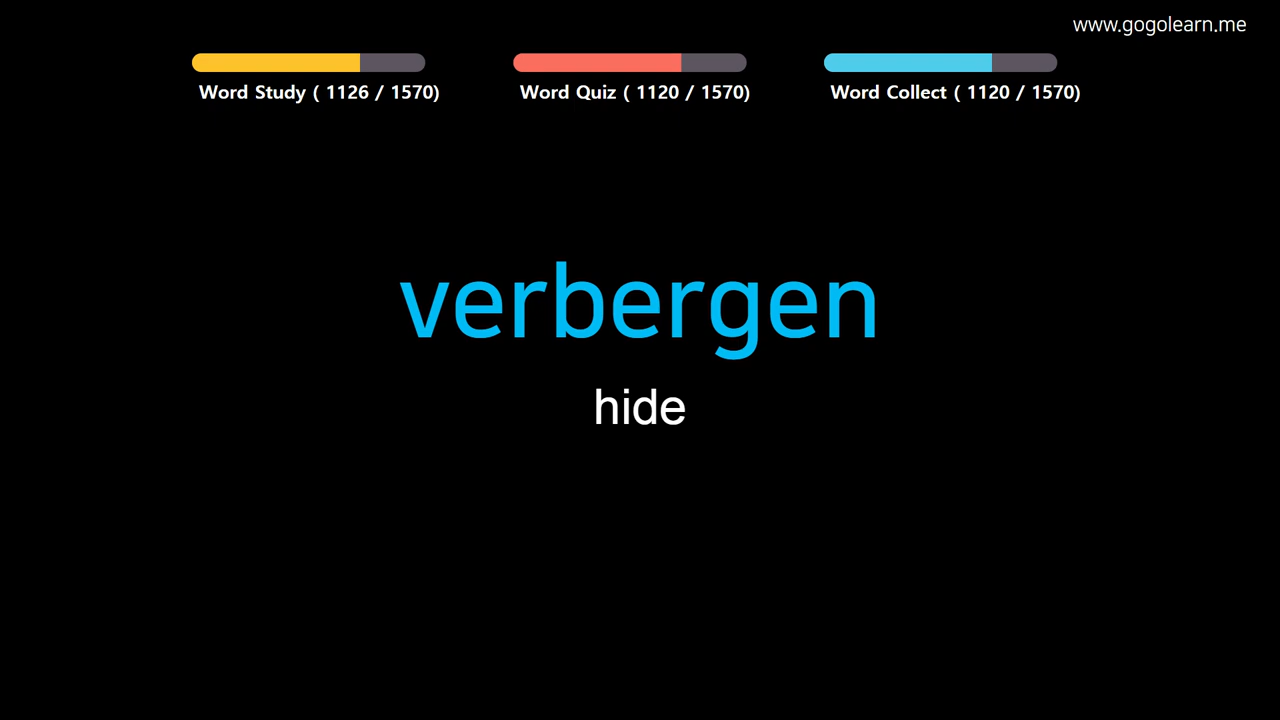 www.gogolearn.me
Word Study ( 1126 / 1570)
Word Quiz ( 1120 / 1570)
Word Collect ( 1120 / 1570)
verbergen
hide